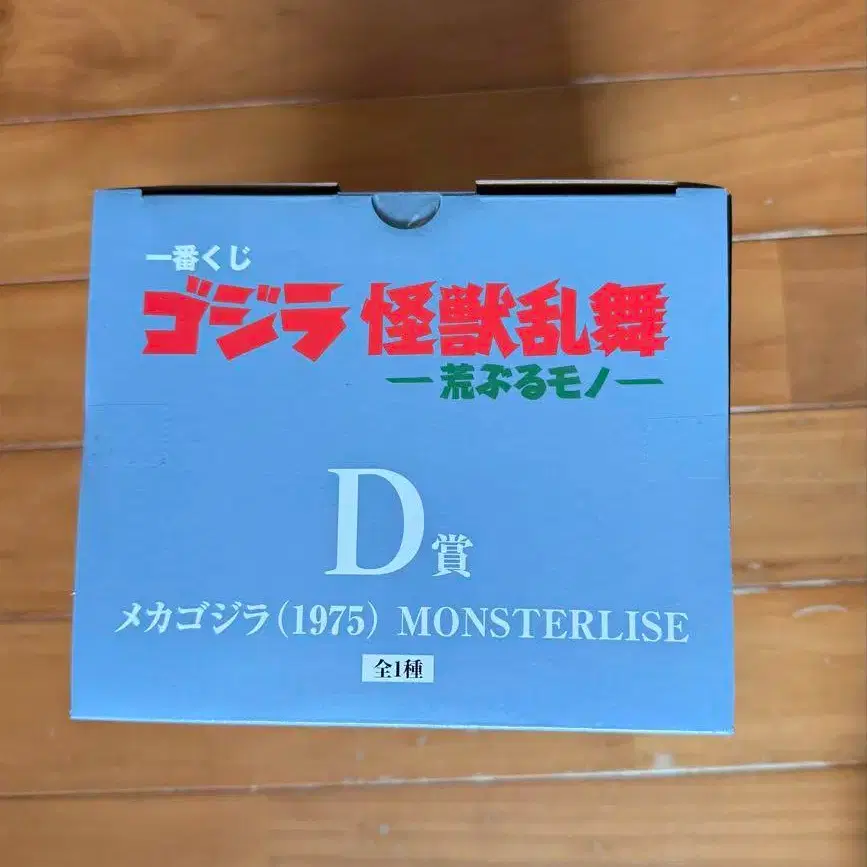 一番くじ
ゴジラ 怪獣乱舞
―荒ぶるモノ―
D賞
メカゴジラ(1975) MONSTERLISE
全1種